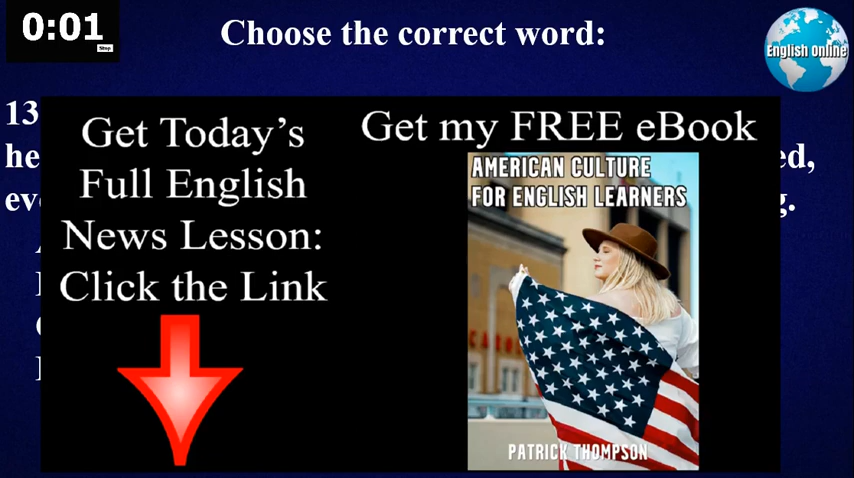 0:01
Stop
Choose the correct word:
English Online
13
he
ed,
eve
g.
Get Today's
Full English
News Lesson:
Click the Link
Get my FREE eBook
AMERICAN CULTURE
FOR ENGLISH LEARNERS
PATRICK THOMPSON